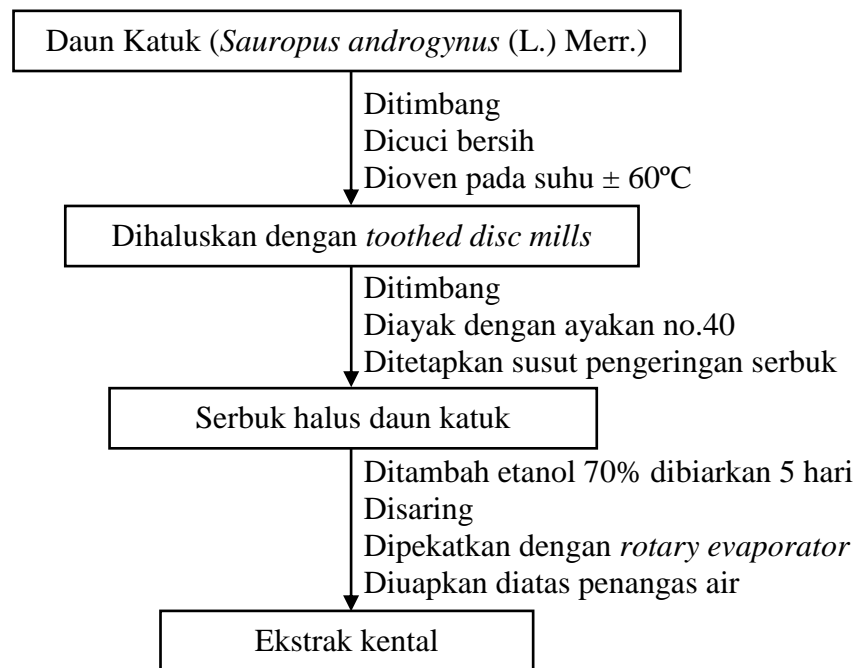 Daun Katuk (Sauropus androgynus (L.) Merr.)
Ditimbang
Dicuci bersih
Dioven pada suhu ± 60ºC
Dihaluskan dengan toothed disc mills
Ditimbang
Diayak dengan ayakan no.40
Ditetapkan susut pengeringan serbuk
Serbuk halus daun katuk
Ditambah etanol 70% dibiarkan 5 hari
Disaring
Dipekatkan dengan rotary evaporator
Diuapkan diatas penangas air
Ekstrak kental